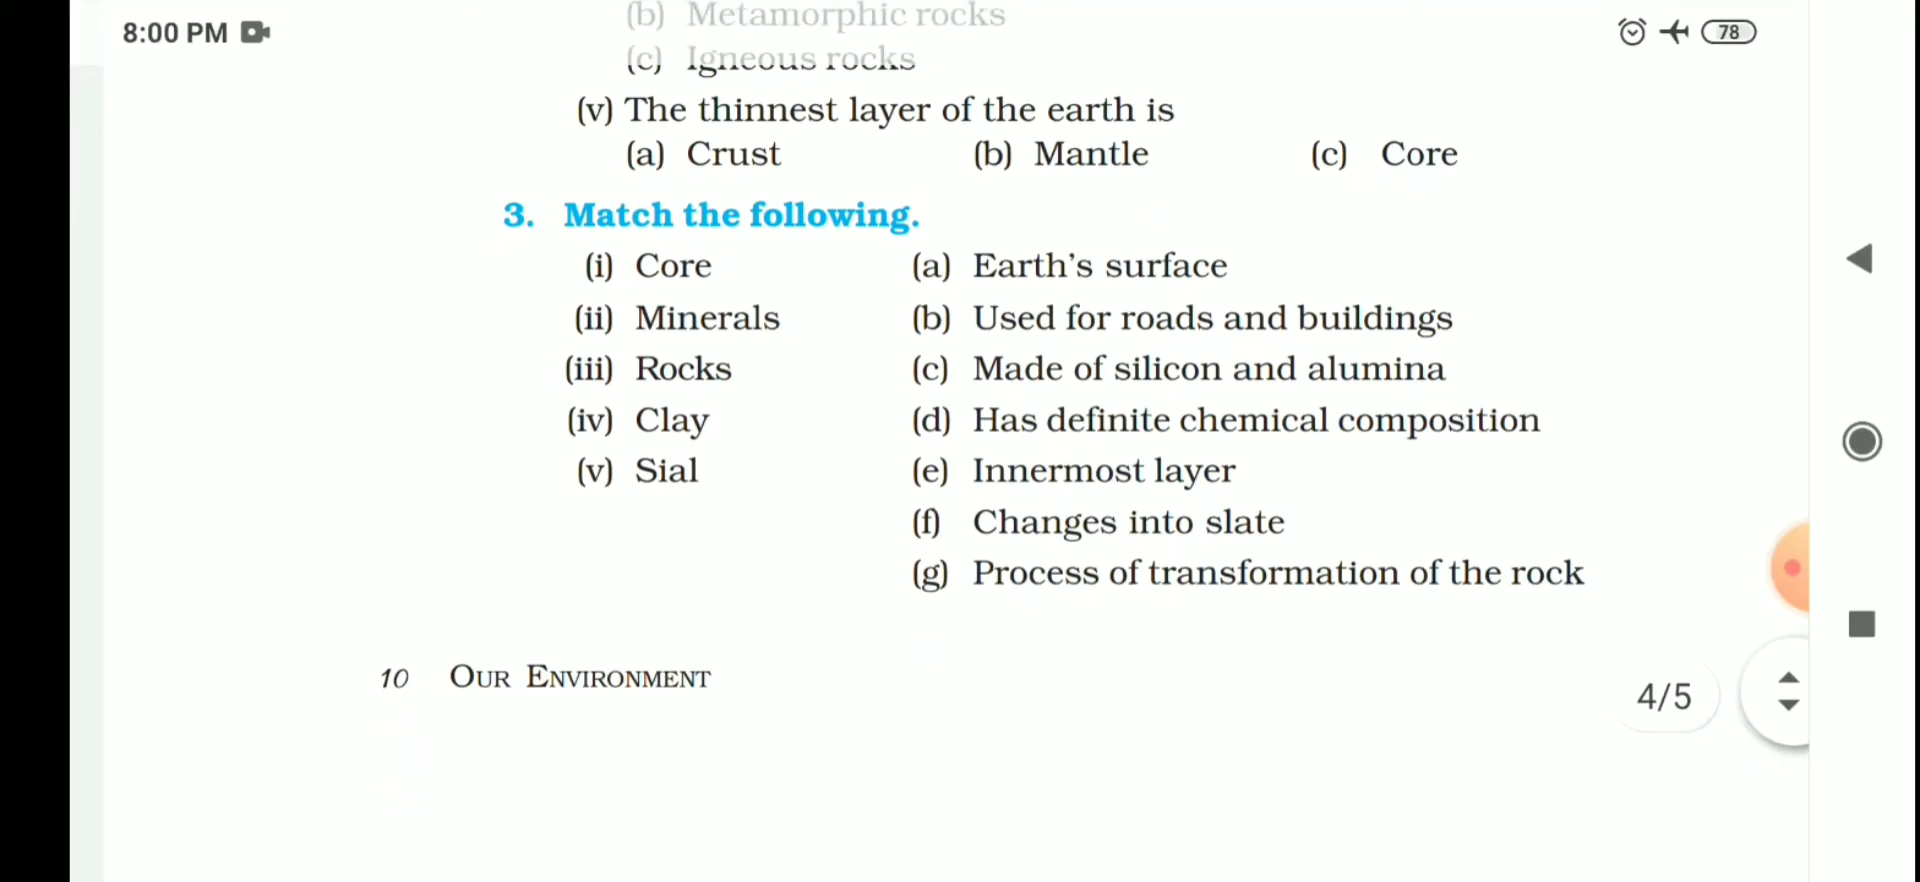 8:00 PM
78
(b) Metamorphic rocks
(c) Igneous rocks
(v) The thinnest layer of the earth is
(a) Crust (b) Mantle (c) Core
3. Match the following.
(i) Core (a) Earth's surface
(ii) Minerals (b) Used for roads and buildings
(iii) Rocks (c) Made of silicon and alumina
(iv) Clay (d) Has definite chemical composition
(v) Sial (e) Innermost layer
(f) Changes into slate
(g) Process of transformation of the rock
10 OUR ENVIRONMENT
4/5